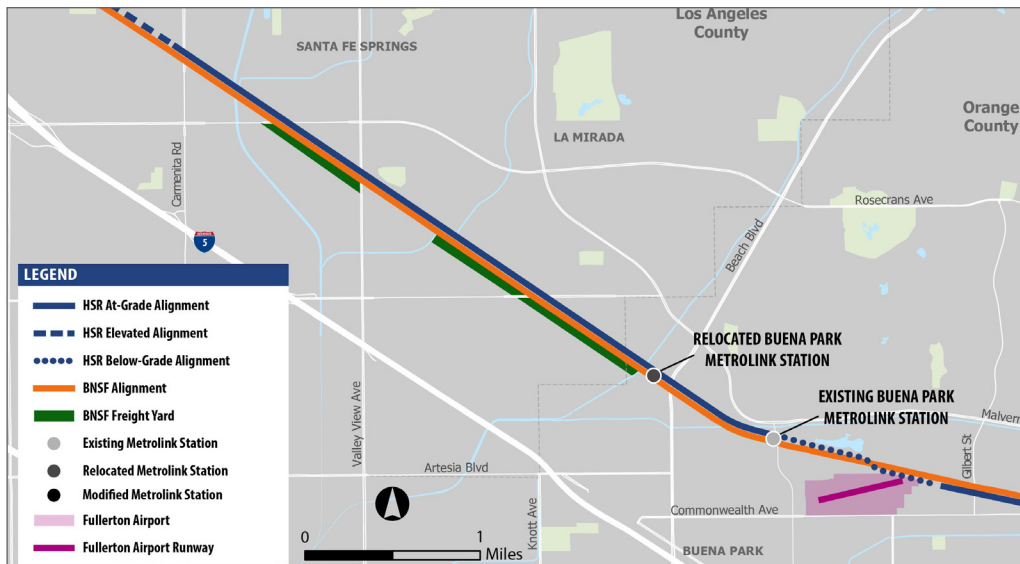 Los Angeles
County
SANTA FE SPRINGS
LA MIRADA
Orange
County
Carmenita Rd
Rosecrans Ave
Beach Blvd
INTERSTATE
5
LEGEND
HSR At-Grade Alignment
HSR Elevated Alignment
HSR Below-Grade Alignment
BNSF Alignment
BNSF Freight Yard
Existing Metrolink Station
Relocated Metrolink Station
Modified Metrolink Station
Fullerton Airport
Fullerton Airport Runway
RELOCATED BUENA PARK
METROLINK STATION
EXISTING BUENA PARK
METROLINK STATION
Malvern
Valley View Ave
Artesia Blvd
Gilbert St
Knott Ave
Commonwealth Ave
BUENA PARK
0
1
Miles